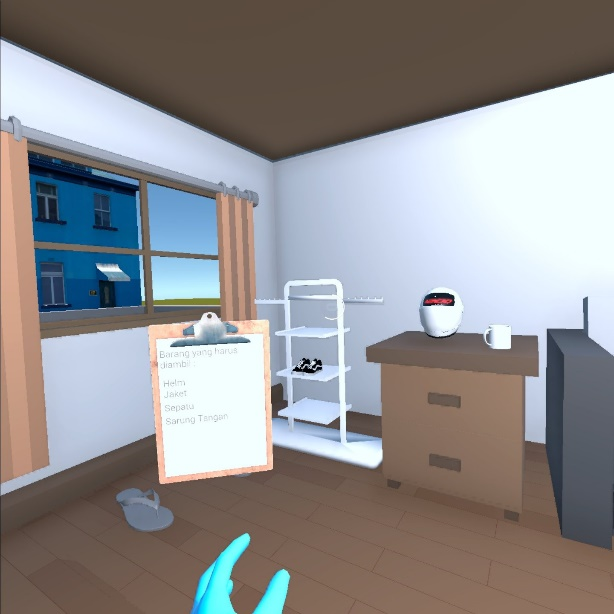 Barang yang harus
diambil :
Helm
Jaket
Sepatu
Sarung Tangan